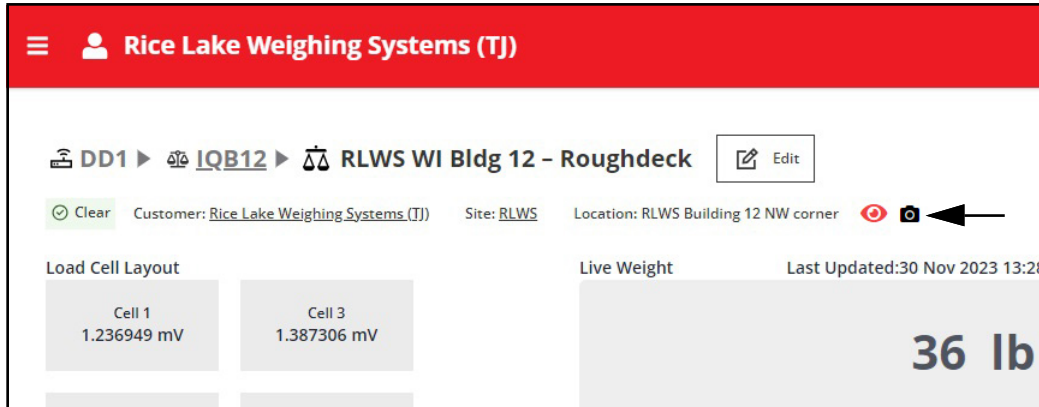 Rice Lake Weighing Systems (TJ)
DD1 IQB12 RLWS WI Bldg 12 – Roughdeck Edit
Clear Customer: Rice Lake Weighing Systems (TJ) Site: RLWS Location: RLWS Building 12 NW corner
Load Cell Layout Live Weight Last Updated:30 Nov 2023 13:28
Cell 1 Cell 3
1.236949 mV 1.387306 mV
36 lb